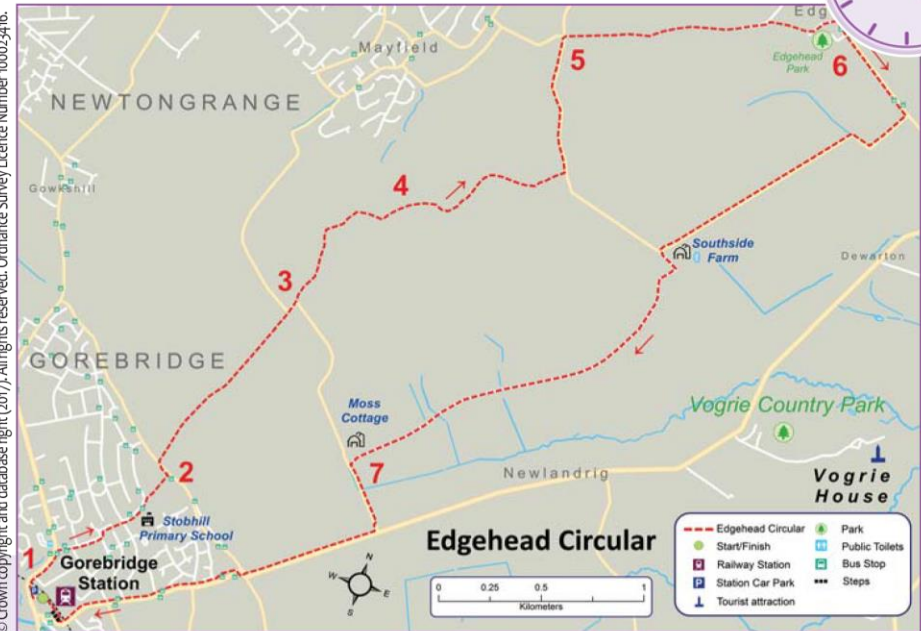 © Crown copyright and database right (2017). All rights reserved. Ordnance Survey Licence Number 100023416.
Edg
Mayfield
5
Edgehead
Park
6
NEWTONGRANGE
4
Gowkshill
Southside
Farm
Dewarton
3
GOREBRIDGE
Moss
Cottage
Vogrie Country Park
2
7
Newlandrig
Vogrie
House
Stobhill
Primary School
1
Gorebridge
Station
Edgehead Circular
N
W
E
S
0 0.25 0.5 1
Kilometers
Edgehead Circular
Start/Finish
Railway Station
P Station Car Park
Tourist attraction
Park
Public Toilets
Bus Stop
Steps